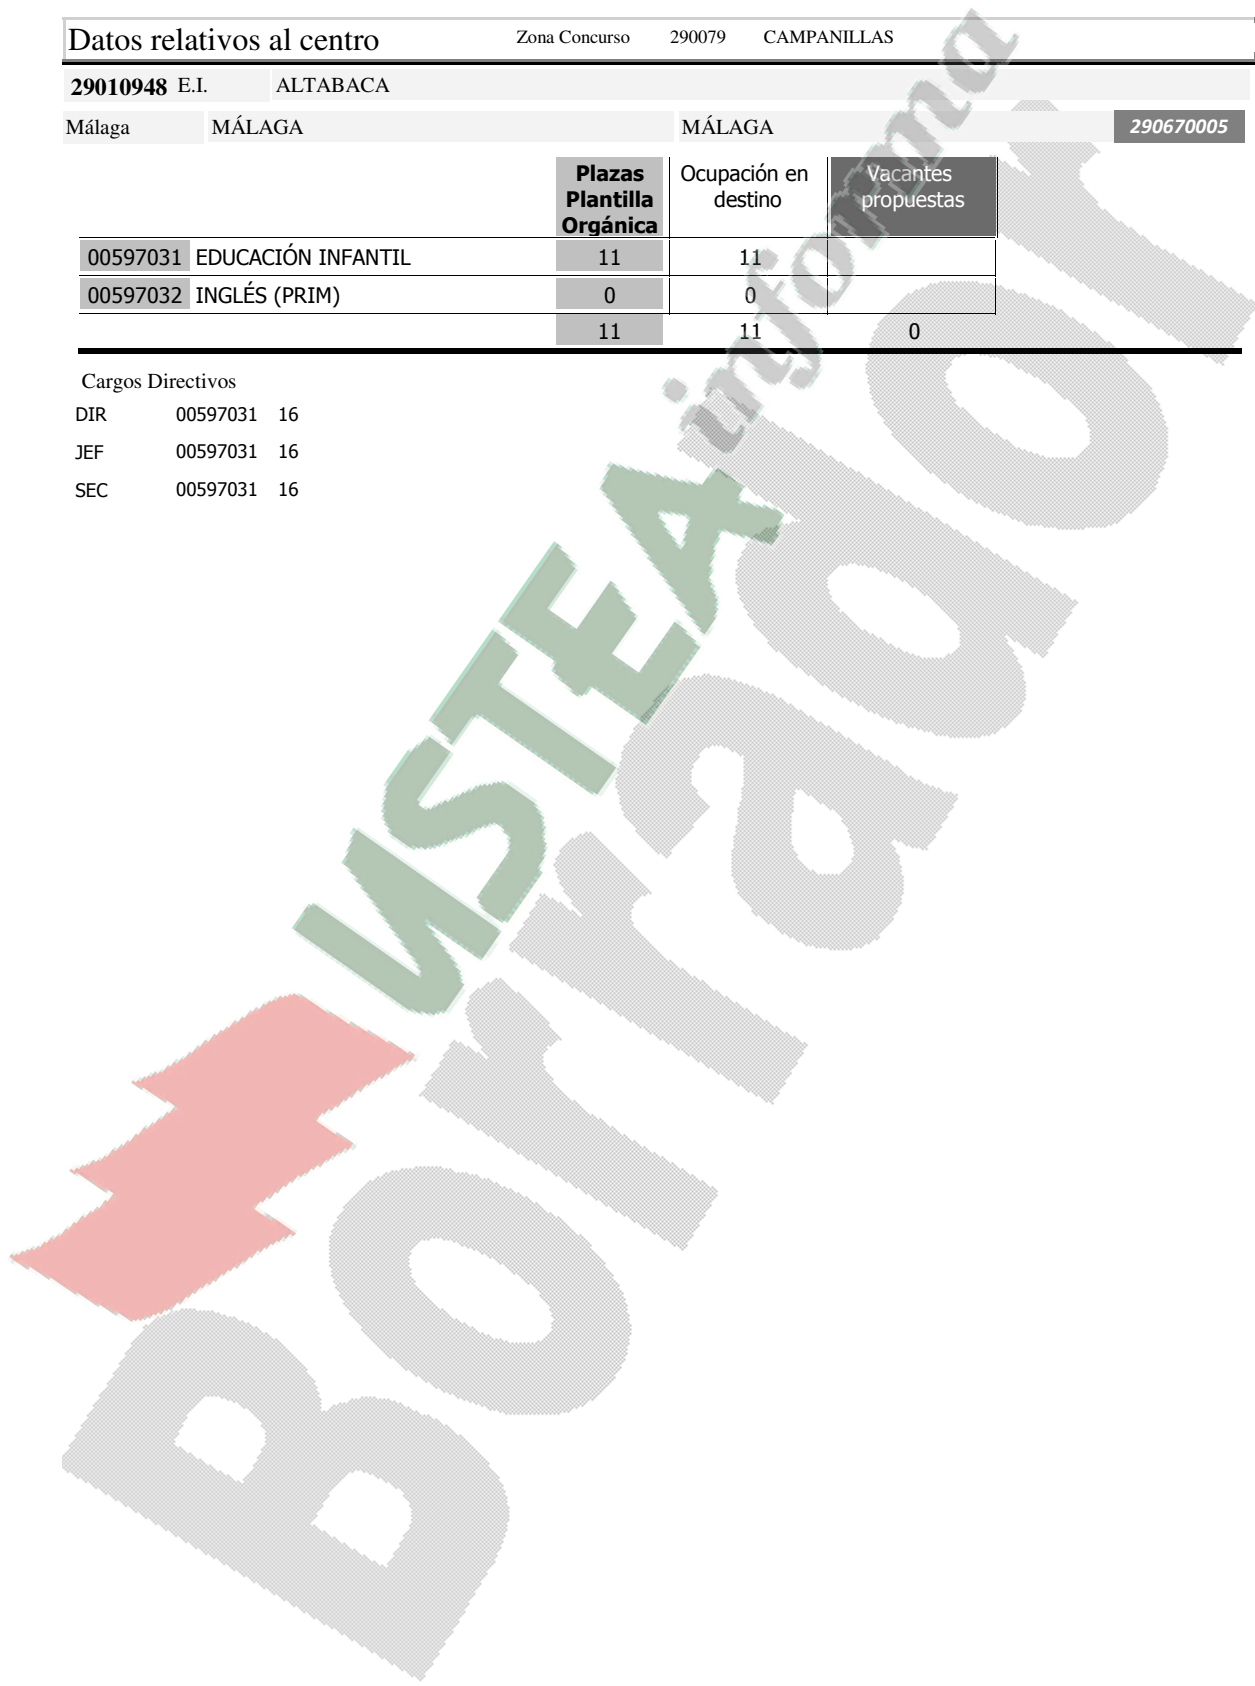 Datos relativos al centro Zona Concurso 290079 CAMPANILLAS
29010948 E.I. ALTABACA
Málaga MÁLAGA MÁLAGA 290670005
Plazas Plantilla Orgánica Ocupación en destino Vacantes propuestas
00597031 EDUCACIÓN INFANTIL 11 11
00597032 INGLÉS (PRIM) 0 0
11 11 0
Cargos Directivos
DIR 00597031 16
JEF 00597031 16
SEC 00597031 16
USTEA informa
Borrador